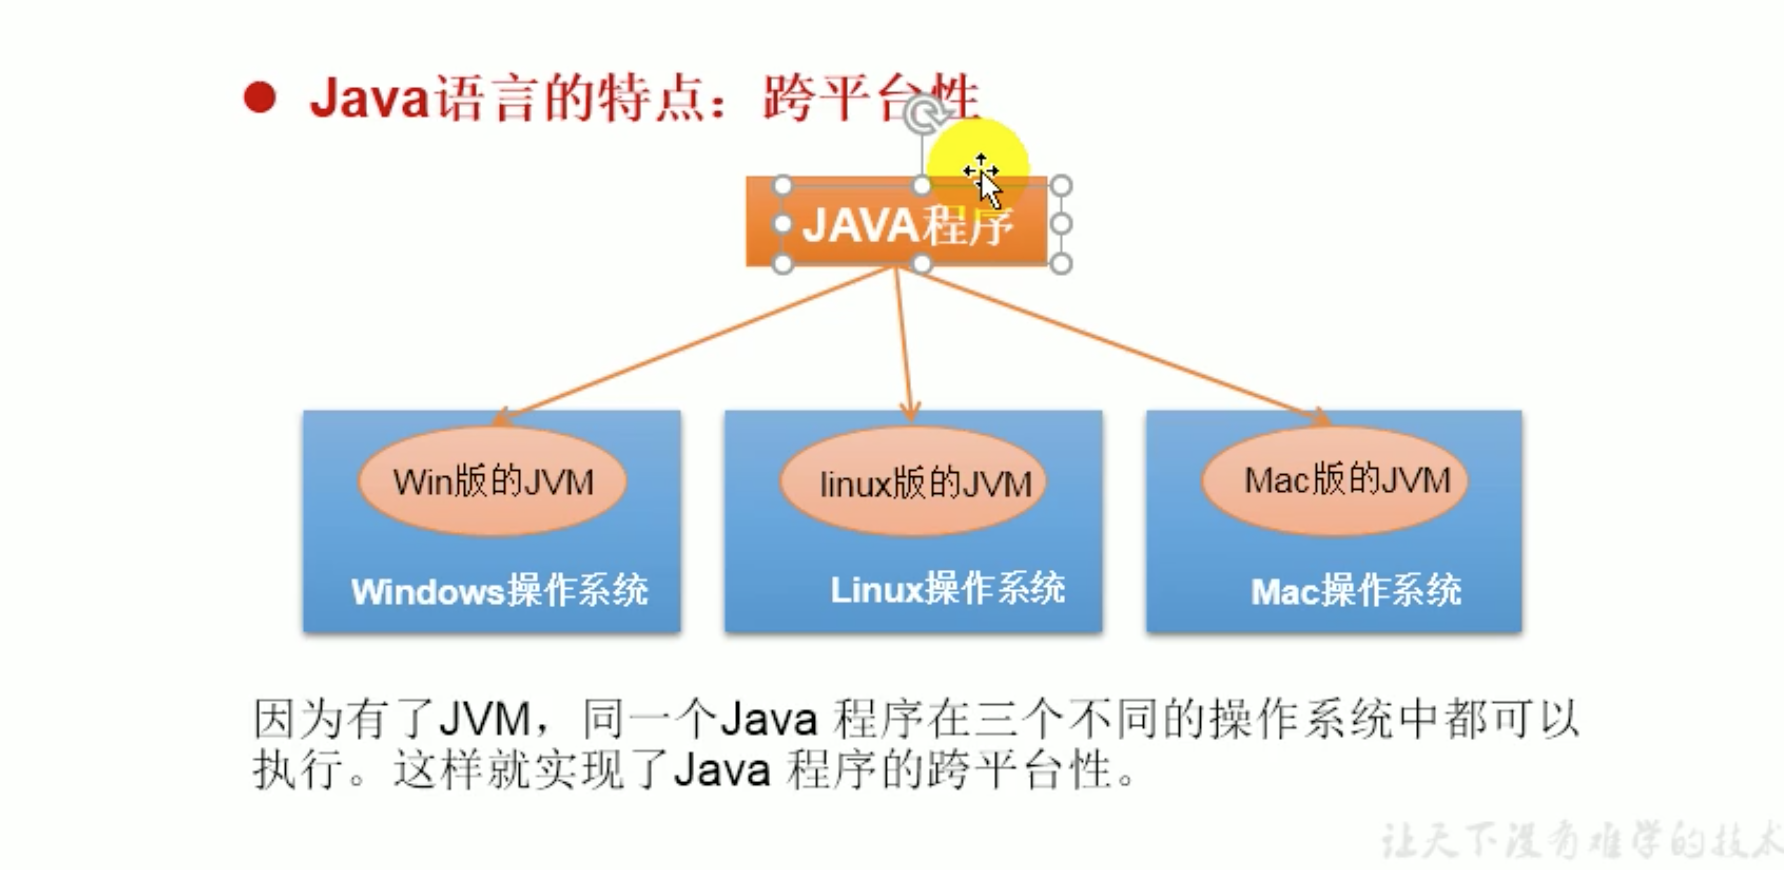 Java语言的特点：跨平台性
JAVA程序
Win版的JVM
linux版的JVM
Mac版的JVM
Windows操作系统
Linux操作系统
Mac操作系统
因为有了JVM，同一个Java 程序在三个不同的操作系统中都可以
执行。这样就实现了Java 程序的跨平台性。
让天下没有难学的技术